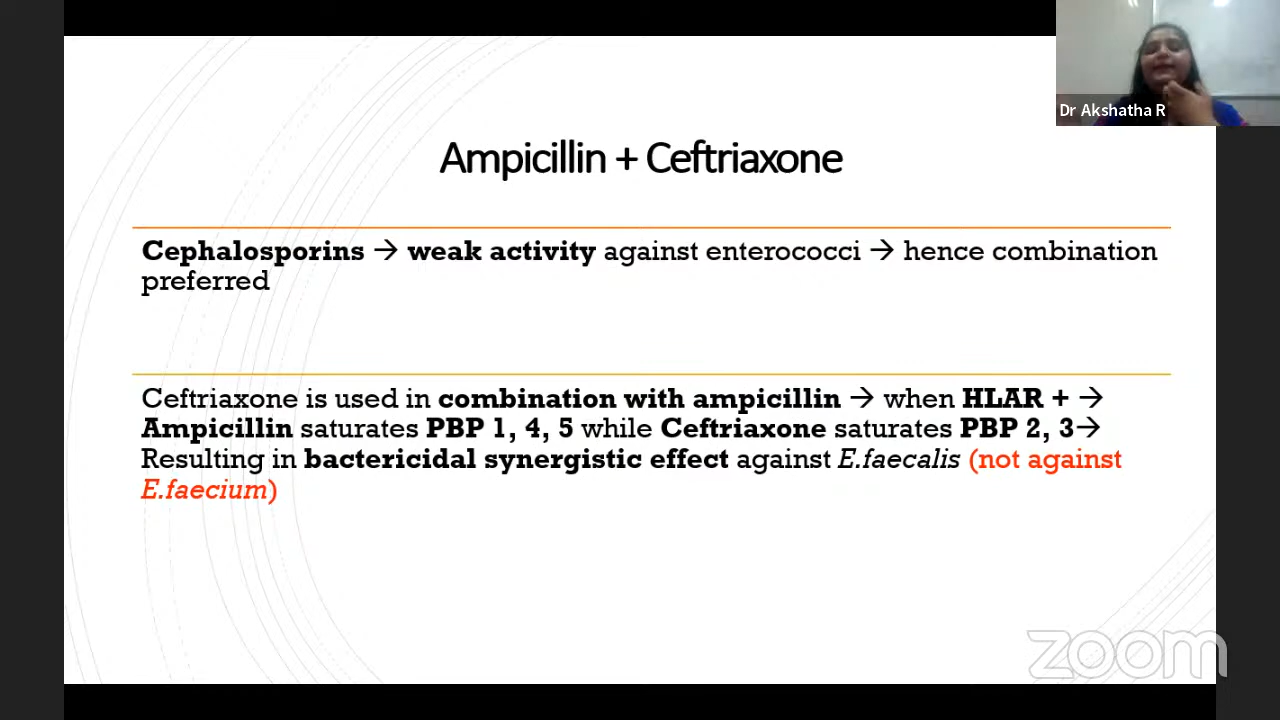 Dr Akshatha R
Ampicillin + Ceftriaxone
Cephalosporins → weak activity against enterococci → hence combination
preferred
Ceftriaxone is used in combination with ampicillin → when HLAR + →
Ampicillin saturates PBP 1, 4, 5 while Ceftriaxone saturates PBP 2, 3→
Resulting in bactericidal synergistic effect against E.faecalis (not against
E.faecium)
zoom